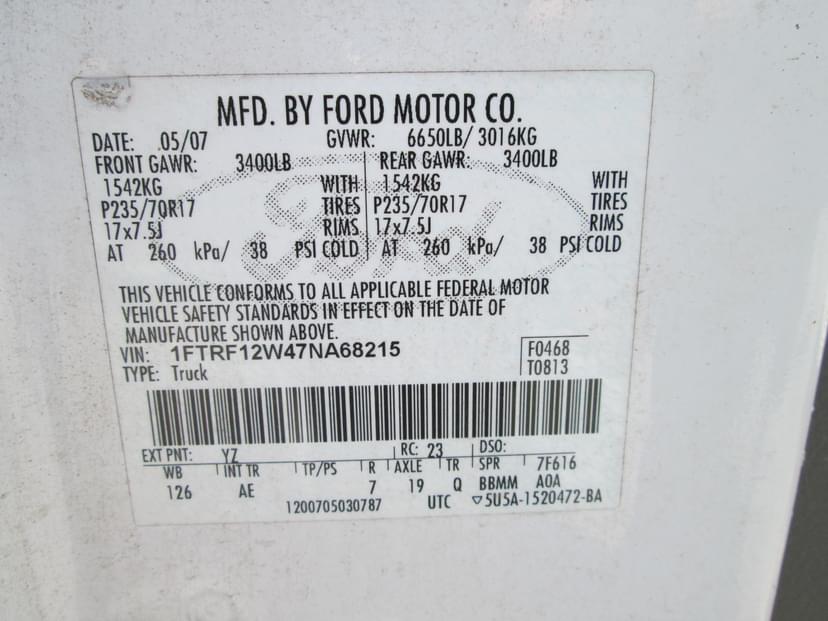 MFD. BY FORD MOTOR CO.
DATE: 05/07 GVWR: 6650LB/ 3016KG
FRONT GAWR: 3400LB REAR GAWR: 3400LB
1542KG WITH 1542KG WITH
P235/70R17 TIRES P235/70R17 TIRES
17x7.5J RIMS 17x7.5J RIMS
AT 260 kPa/ 38 PSI COLD AT 260 kPa/ 38 PSI COLD
Ford
THIS VEHICLE CONFORMS TO ALL APPLICABLE FEDERAL MOTOR
VEHICLE SAFETY STANDARDS IN EFFECT ON THE DATE OF
MANUFACTURE SHOWN ABOVE.
VIN: 1FTRF12W47NA68215 F0468
TYPE: Truck T0813
EXT PNT: YZ RC: 23 DSO:
WB INT TR TP/PS R AXLE TR SPR 7F616
126 AE 7 19 Q BBMM A0A
1200705030787 UTC ▽5U5A-1520472-BA